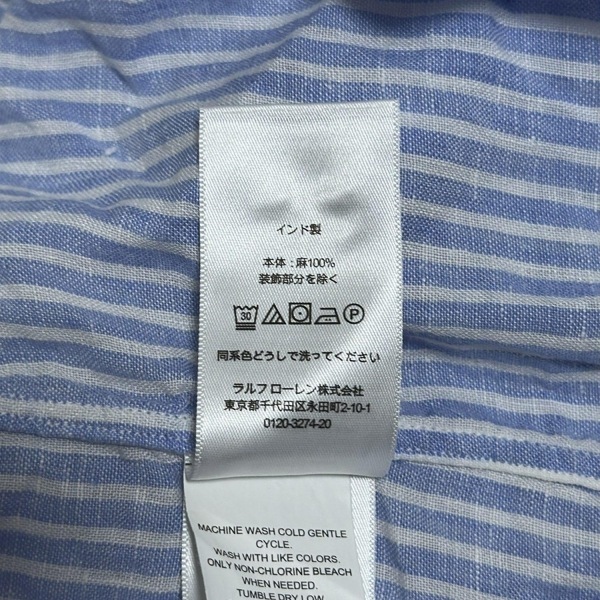 インド製
本体 : 麻100%
装飾部分を除く
30 P
同系色どうしで洗ってください
ラルフ ローレン株式会社
東京都千代田区永田町2-10-1
0120-3274-20
MACHINE WASH COLD GENTLE
CYCLE.
WASH WITH LIKE COLORS.
ONLY NON-CHLORINE BLEACH
WHEN NEEDED.
TUMBLE DRY LOW